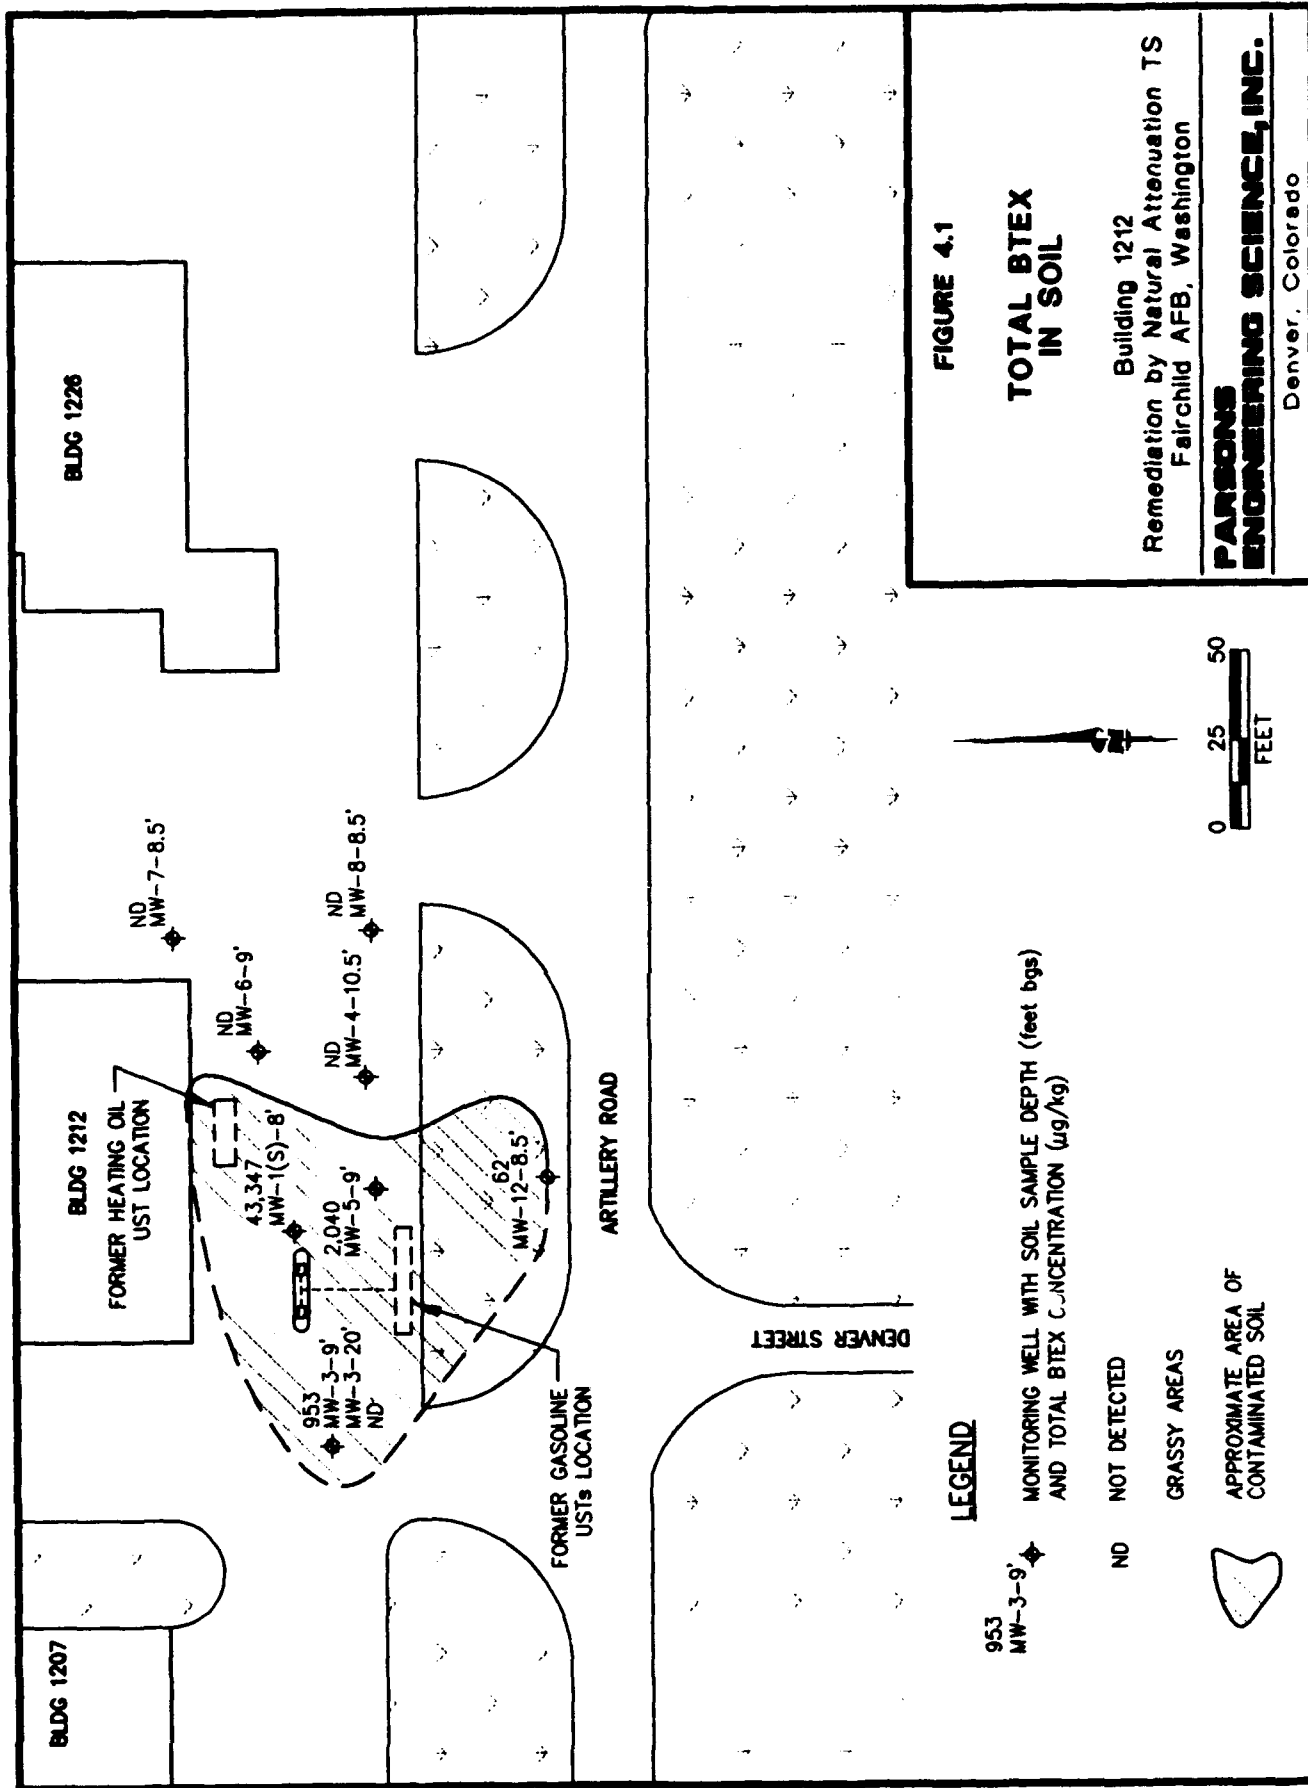 BLDG 1207
BLDG 1212
BLDG 1226
FORMER HEATING OIL
UST LOCATION
ND
MW-7-8.5'
ND
MW-6-9'
43,347
MW-1(S)-8'
ND
MW-4-10.5'
ND
MW-8-8.5'
2,040
MW-5-9'
953
MW-3-9'
MW-3-20'
ND
62
MW-12-8.5'
FORMER GASOLINE
USTs LOCATION
ARTILLERY ROAD
DENVER STREET
LEGEND
953
MW-3-9'
MONITORING WELL WITH SOIL SAMPLE DEPTH (feet bgs)
AND TOTAL BTEX CONCENTRATION (µg/kg)
ND
NOT DETECTED
GRASSY AREAS
APPROXIMATE AREA OF
CONTAMINATED SOIL
N
0 25 50
FEET
FIGURE 4.1
TOTAL BTEX
IN SOIL
Building 1212
Remediation by Natural Attenuation TS
Fairchild AFB, Washington
PARSONS
ENGINEERING SCIENCE, INC.
Denver, Colorado